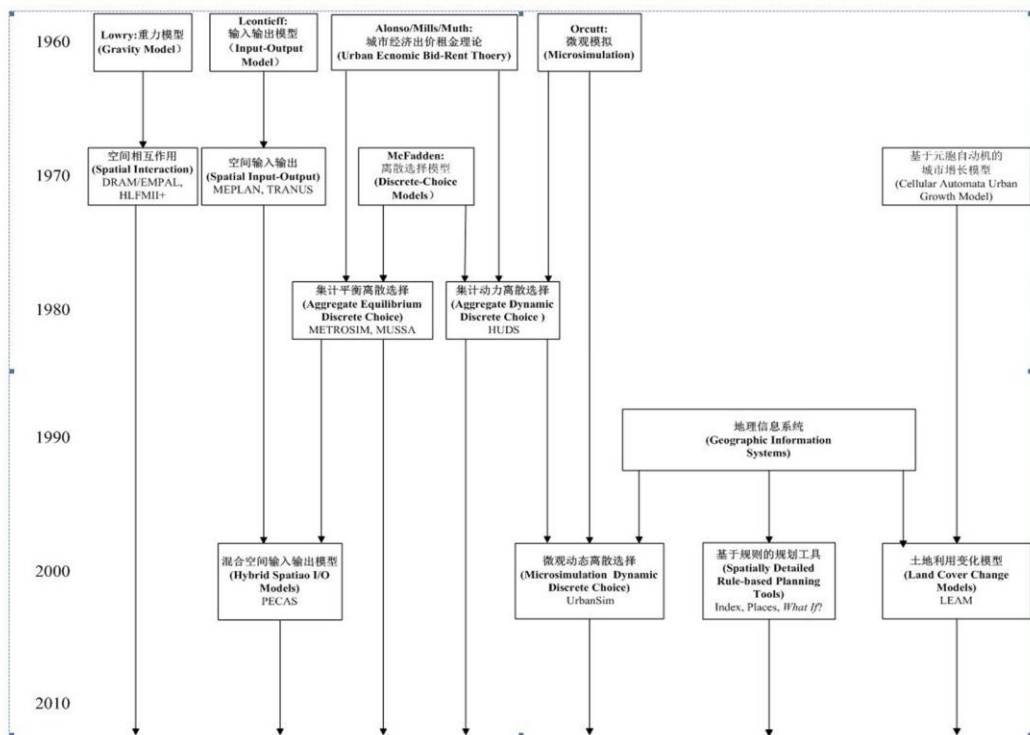 1960
Lowry:重力模型
(Gravity Model）
Leontieff:
输入输出模型
（Input-Output
Model)
Alonso/Mills/Muth:
城市经济出价租金理论
(Urban Ecnomic Bid-Rent Thoery)
Orcutt:
微观模拟
(Microsimulation)
1970
空间相互作用
(Spatial Interaction)
DRAM/EMPAL,
HLFMII+
空间输入输出
(Spatial Input-Output)
MEPLAN, TRANUS
McFadden:
离散选择模型
(Discrete-Choice
Models）
基于元胞自动机的
城市增长模型
(Cellular Automata Urban
Growth Model)
1980
集计平衡离散选择
(Aggregate Equilibrium
Discrete Choice)
METROSIM, MUSSA
集计动力离散选择
(Aggregate Dynamic
Discrete Choice )
HUDS
1990
地理信息系统
(Geographic Information
Systems)
2000
混合空间输入输出模型
(Hybrid Spatiao I/O
Models)
PECAS
微观动态离散选择
(Microsimulation Dynamic
Discrete Choice)
UrbanSim
基于规则的规划工具
(Spatially Detailed
Rule-based Planning
Tools)
Index, Places, What If?
土地利用变化模型
(Land Cover Change
Models)
LEAM
2010